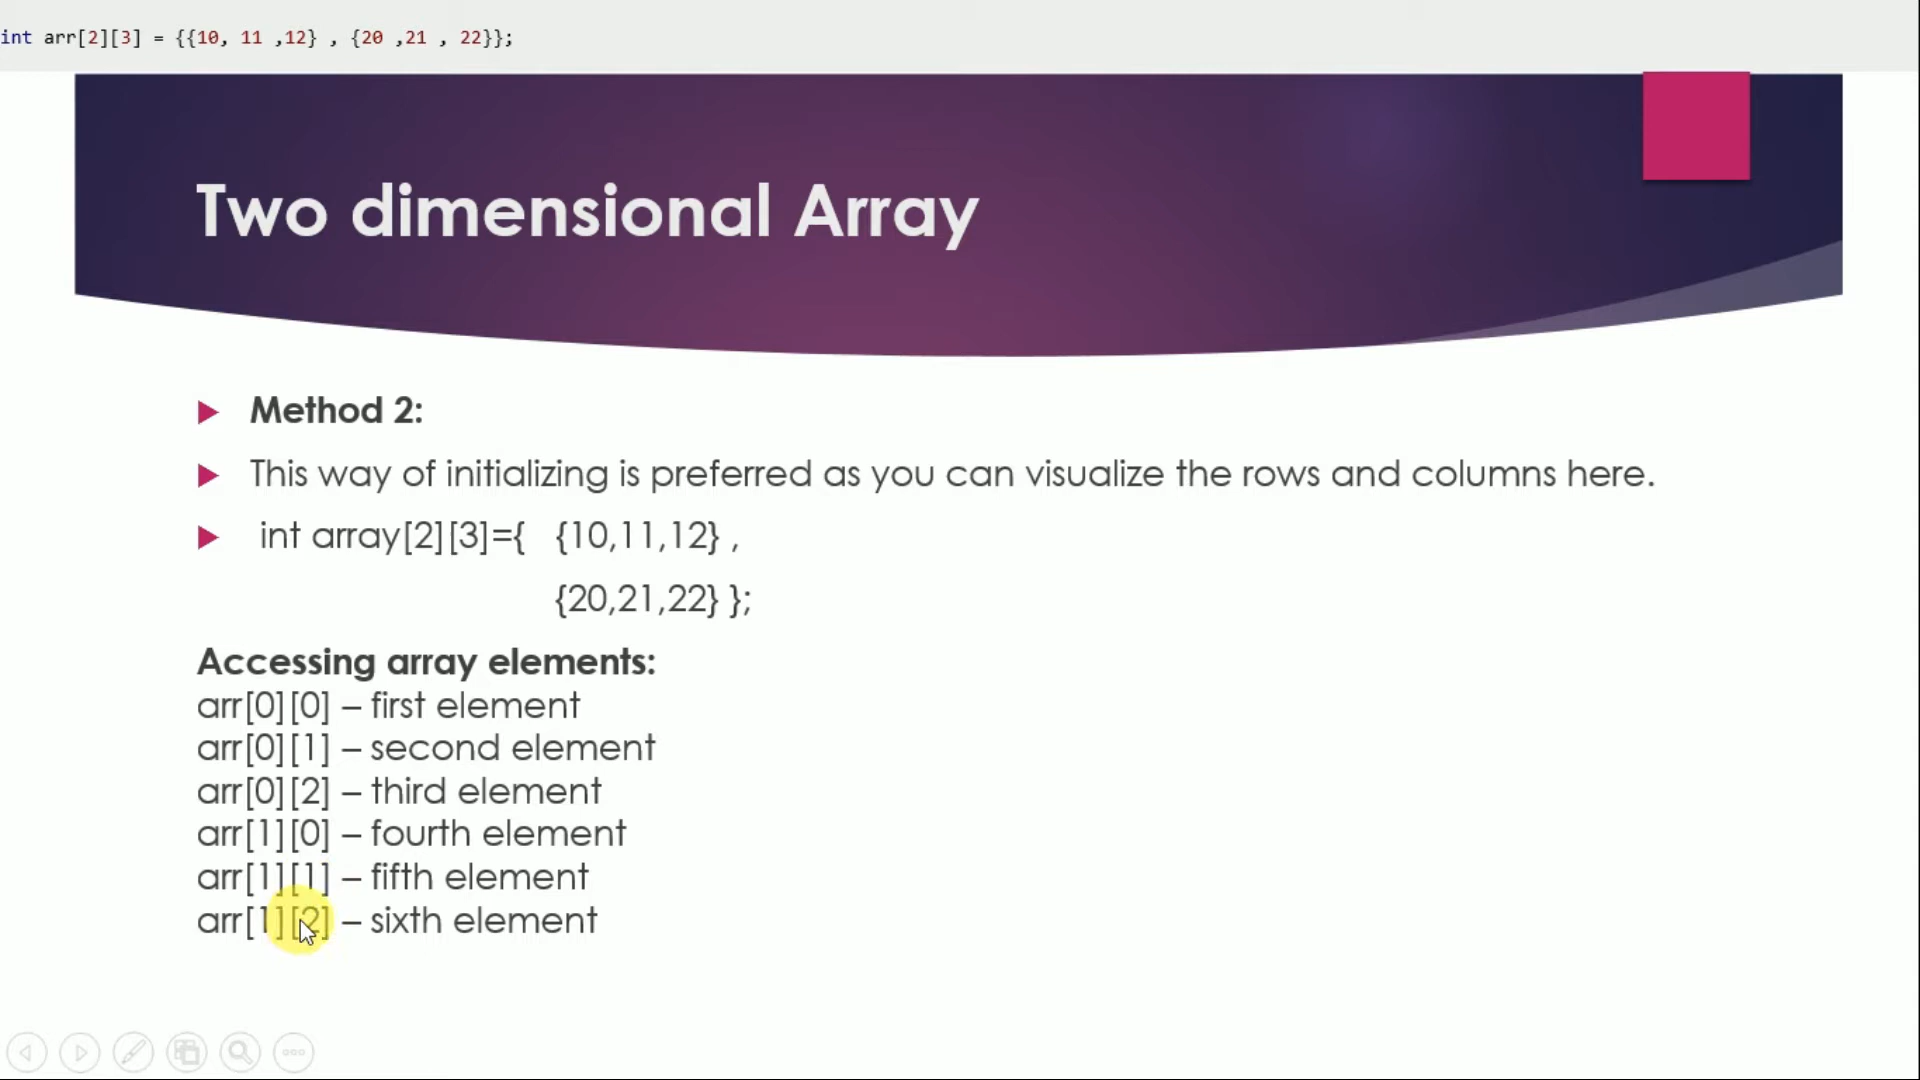 int arr[2][3] = {{10, 11 ,12} , {20 ,21 , 22}};
Two dimensional Array
Method 2:
This way of initializing is preferred as you can visualize the rows and columns here.
int array[2][3]={ {10,11,12} ,
{20,21,22} };
Accessing array elements:
arr[0][0] – first element
arr[0][1] – second element
arr[0][2] – third element
arr[1][0] – fourth element
arr[1][1] – fifth element
arr[1][2] – sixth element